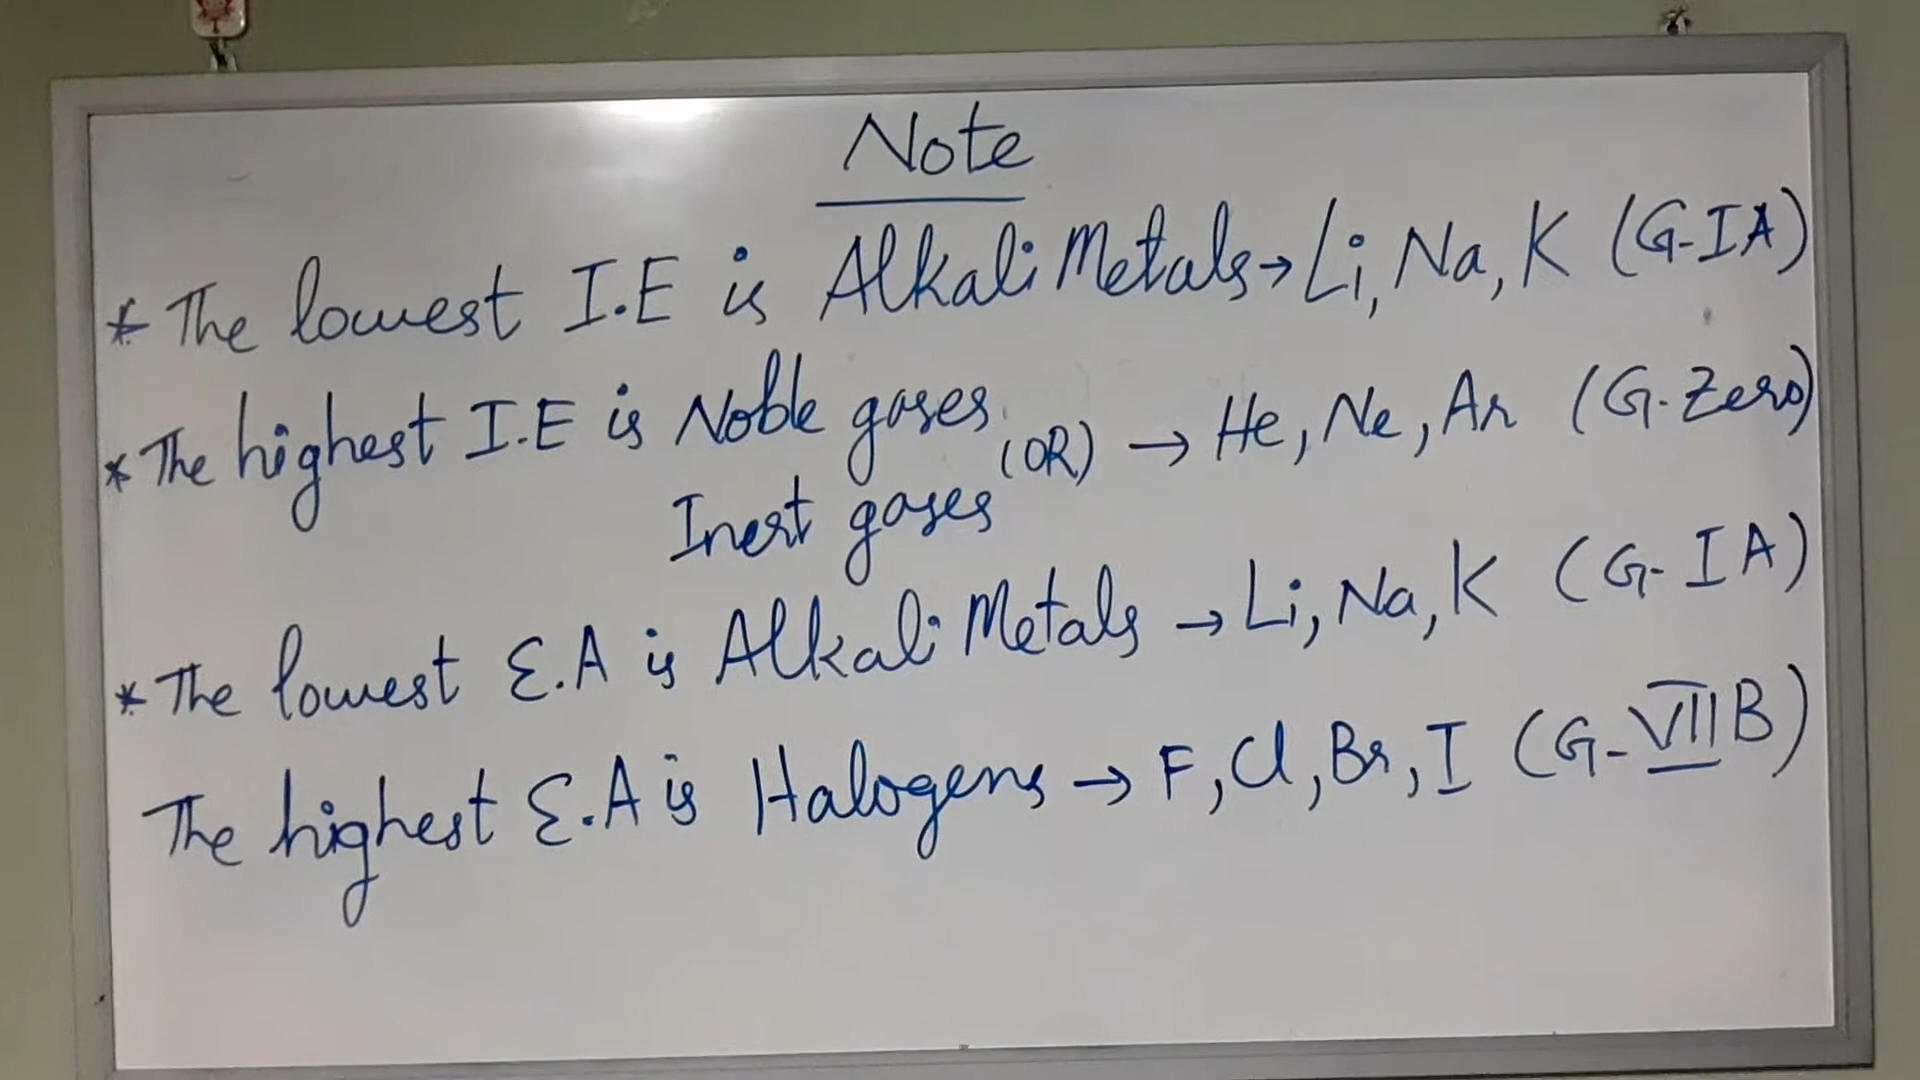 Note
* The lowest I.E is Alkali Metals → Li, Na, K (G-IA)
* The highest I.E is Noble gases (OR) → He, Ne, Ar (G. Zero)
Inert gases
* The lowest E.A is Alkali Metals → Li, Na, K (G-IA)
The highest E.A is Halogens → F, Cl, Br, I (G-VIIB)